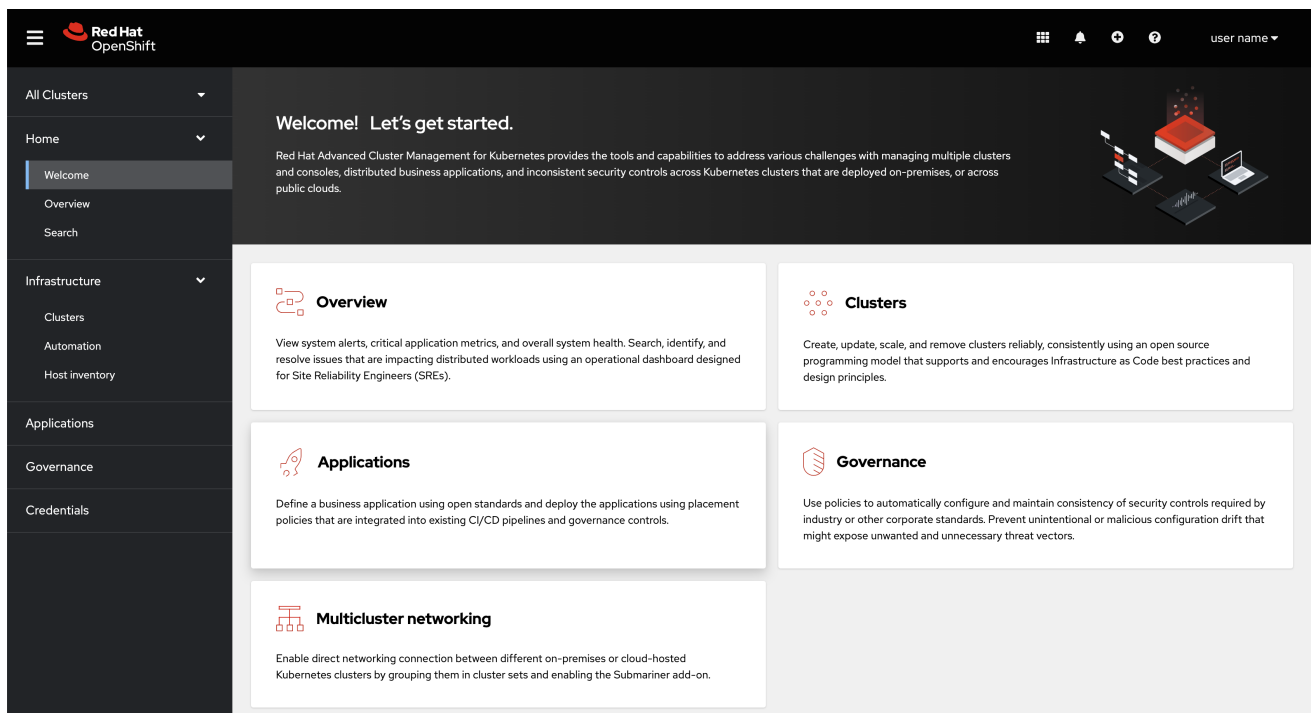 Red Hat
OpenShift
user name
All Clusters
Home
Welcome
Overview
Search
Infrastructure
Clusters
Automation
Host inventory
Applications
Governance
Credentials
Welcome! Let's get started.
Red Hat Advanced Cluster Management for Kubernetes provides the tools and capabilities to address various challenges with managing multiple clusters
and consoles, distributed business applications, and inconsistent security controls across Kubernetes clusters that are deployed on-premises, or across
public clouds.
Overview
View system alerts, critical application metrics, and overall system health. Search, identify, and
resolve issues that are impacting distributed workloads using an operational dashboard designed
for Site Reliability Engineers (SREs).
Clusters
Create, update, scale, and remove clusters reliably, consistently using an open source
programming model that supports and encourages Infrastructure as Code best practices and
design principles.
Applications
Define a business application using open standards and deploy the applications using placement
policies that are integrated into existing CI/CD pipelines and governance controls.
Governance
Use policies to automatically configure and maintain consistency of security controls required by
industry or other corporate standards. Prevent unintentional or malicious configuration drift that
might expose unwanted and unnecessary threat vectors.
Multicluster networking
Enable direct networking connection between different on-premises or cloud-hosted
Kubernetes clusters by grouping them in cluster sets and enabling the Submariner add-on.